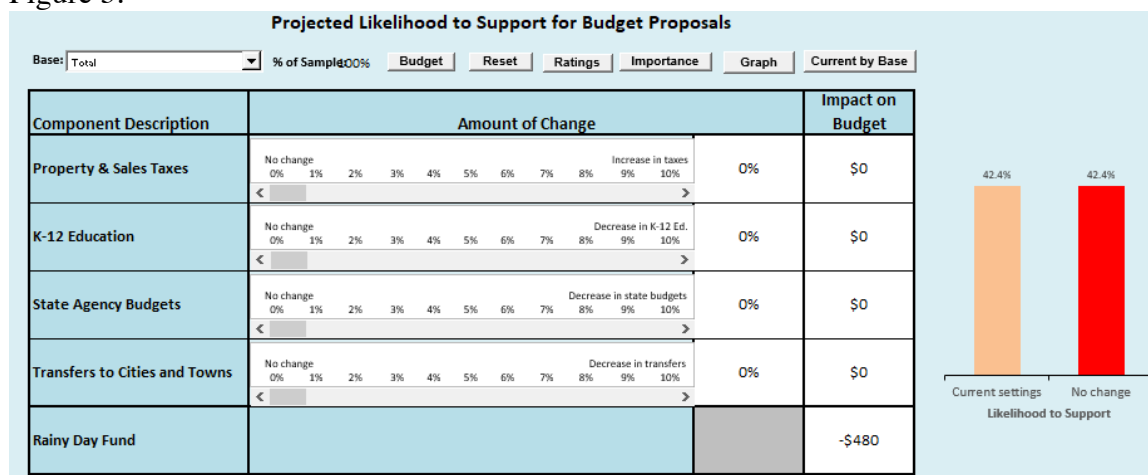 Figure 3.
Projected Likelihood to Support for Budget Proposals
Base: Total % of Sample 100% Budget Reset Ratings Importance Graph Current by Base
Component Description Amount of Change Impact on Budget
Property & Sales Taxes
No change Increase in taxes
0% 1% 2% 3% 4% 5% 6% 7% 8% 9% 10%
0% $0
K-12 Education
No change Decrease in K-12 Ed.
0% 1% 2% 3% 4% 5% 6% 7% 8% 9% 10%
0% $0
State Agency Budgets
No change Decrease in state budgets
0% 1% 2% 3% 4% 5% 6% 7% 8% 9% 10%
0% $0
Transfers to Cities and Towns
No change Decrease in transfers
0% 1% 2% 3% 4% 5% 6% 7% 8% 9% 10%
0% $0
Rainy Day Fund -$480
42.4% 42.4%
Current settings No change
Likelihood to Support